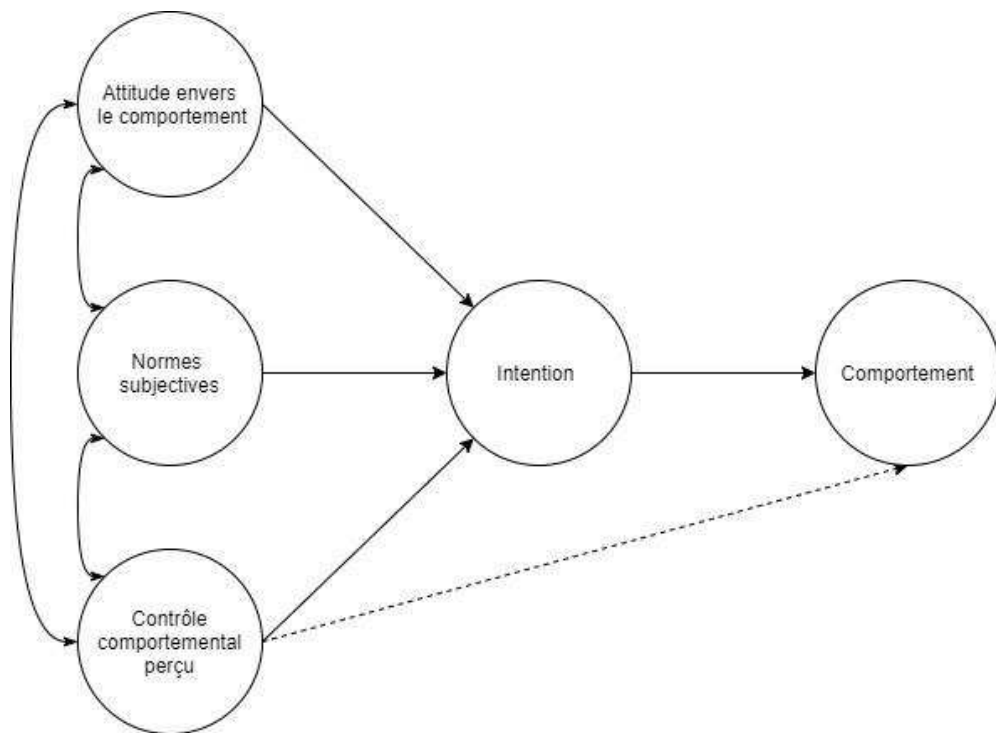 Attitude envers
le comportement
Normes
subjectives
Intention
Comportement
Contrôle
comportemental
perçu